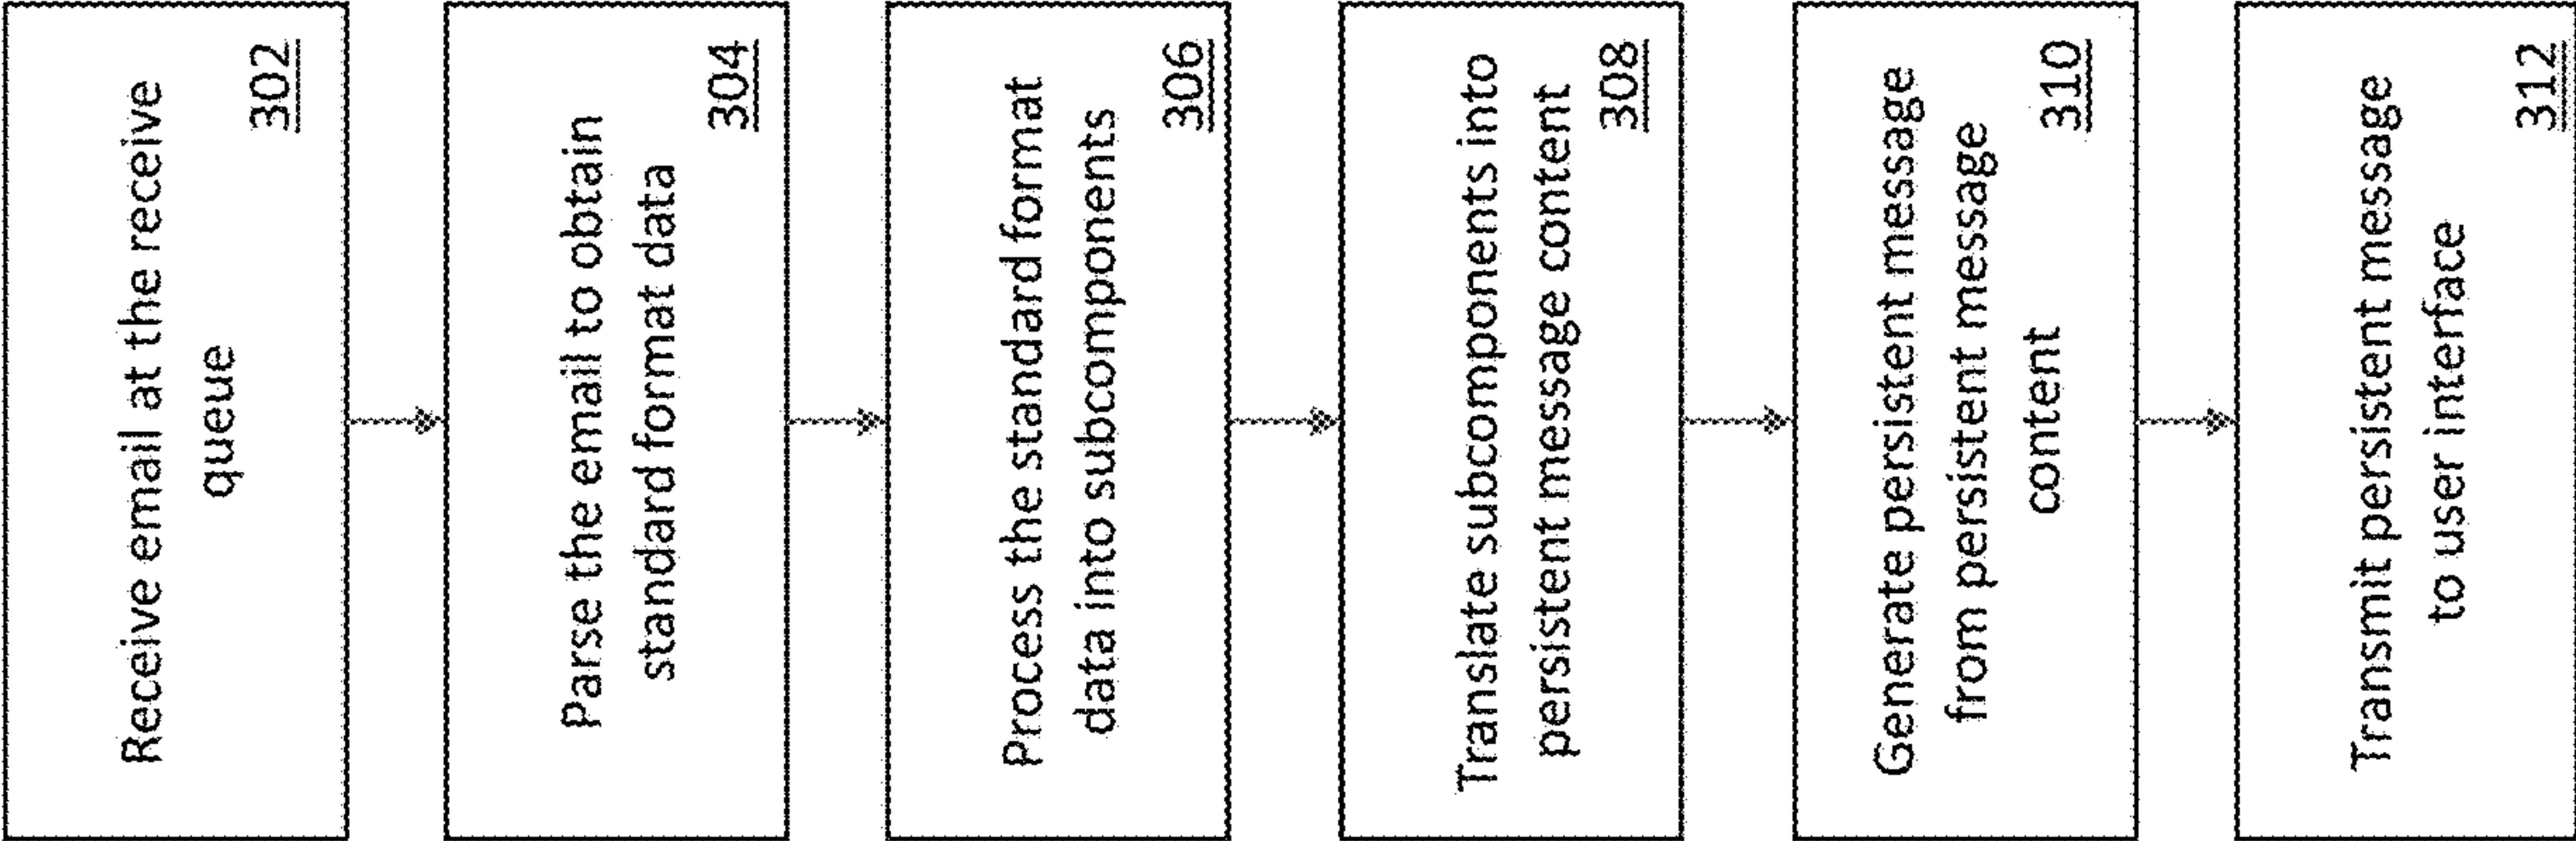 Receive email at the receive
queue
302
Parse the email to obtain
standard format data
304
Process the standard format
data into subcomponents
306
Translate subcomponents into
persistent message content
308
Generate persistent message
from persistent message
content
310
Transmit persistent message
to user interface
312